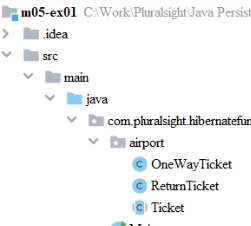 m05-ex01 C:\Work\Pluralsight\Java Persist
.idea
src
main
java
com.pluralsight.hibernatefun
airport
OneWayTicket
ReturnTicket
Ticket